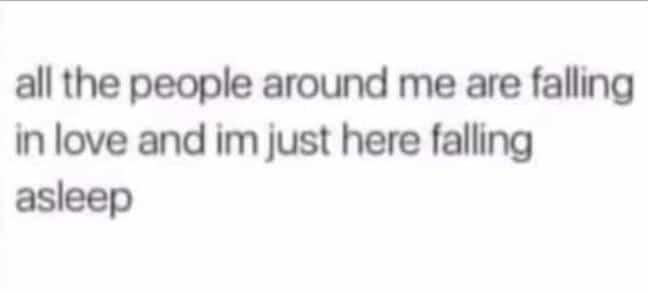 all the people around me are falling
in love and im just here falling
asleep